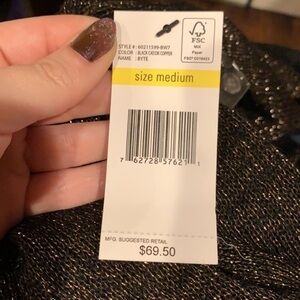 STYLE # : 60211599-BW7
COLOR : BLACK CAVIAR COPPER
NAME : BYTE
FSC
MIX
Paper
size medium
7 62728 57621 1
MFG. SUGGESTED RETAIL
$69.50